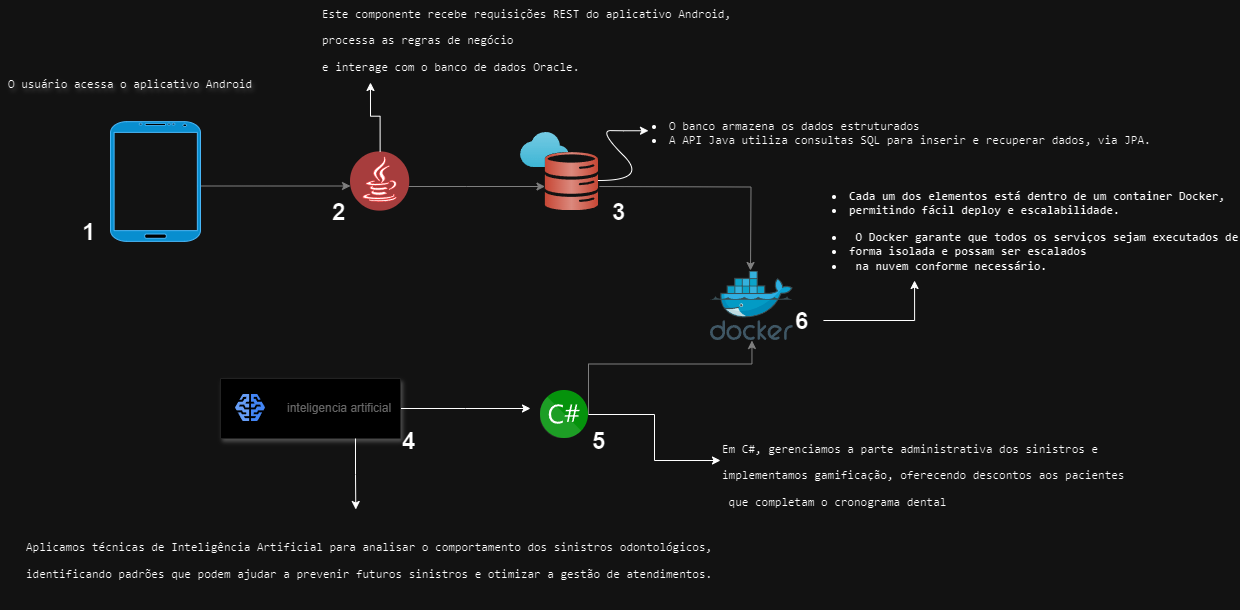 Este componente recebe requisições REST do aplicativo Android,
processa as regras de negócio
e interage com o banco de dados Oracle.
O usuário acessa o aplicativo Android
O banco armazena os dados estruturados
A API Java utiliza consultas SQL para inserir e recuperar dados, via JPA.
1
2
3
Cada um dos elementos está dentro de um container Docker,
permitindo fácil deploy e escalabilidade.
O Docker garante que todos os serviços sejam executados de
forma isolada e possam ser escalados
na nuvem conforme necessário.
docker
6
inteligencia artificial
4
C#
5
Em C#, gerenciamos a parte administrativa dos sinistros e
implementamos gamificação, oferecendo descontos aos pacientes
que completam o cronograma dental
Aplicamos técnicas de Inteligência Artificial para analisar o comportamento dos sinistros odontológicos,
identificando padrões que podem ajudar a prevenir futuros sinistros e otimizar a gestão de atendimentos.